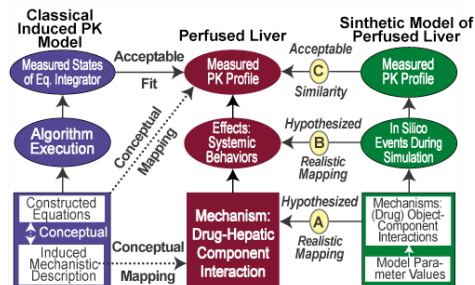 Classical
Induced PK
Model
Perfused Liver
Sinthetic Model of
Perfused Liver
Measured States
of Eq. Integrator
Acceptable
Fit
Measured
PK Profile
Acceptable
C
Similarity
Measured
PK Profile
Algorithm
Execution
Conceptual
Mapping
Effects:
Systemic
Behaviors
Hypothesized
B
Realistic
Mapping
In Silico
Events During
Simulation
Constructed
Equations
Conceptual
Induced
Mechanistic
Description
Conceptual
Mapping
Mechanism:
Drug-Hepatic
Component
Interaction
Hypothesized
A
Realistic
Mapping
Mechanisms:
(Drug) Object-
Component
Interactions
Model Param-
eter Values